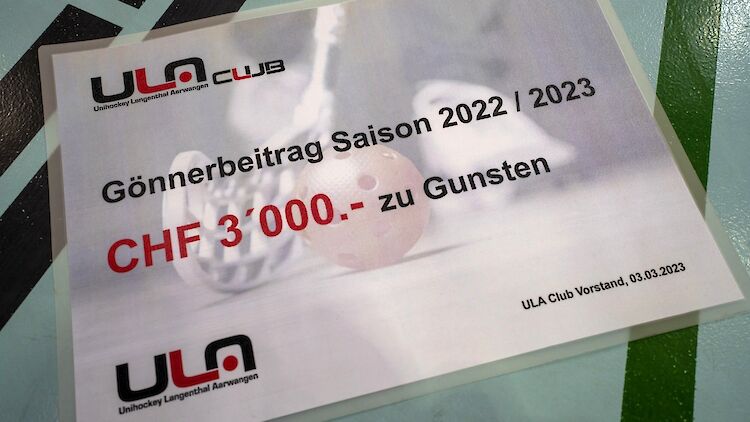 ULA CLUB
Unihockey Langenthal Aarwangen
Gönnerbeitrag Saison 2022 / 2023
CHF 3´000.- zu Gunsten
ULA Club Vorstand, 03.03.2023
ULA
Unihockey Langenthal Aarwangen